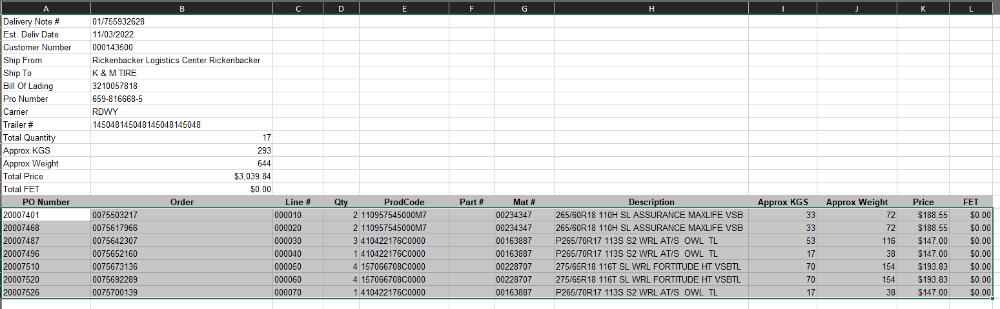 A B C D E F G H I J K L
Delivery Note # 01/755932628
Est. Deliv Date 11/03/2022
Customer Number 000143500
Ship From Rickenbacker Logistics Center Rickenbacker
Ship To K & M TIRE
Bill Of Lading 3210057818
Pro Number 659-816668-5
Carrier RDWY
Trailer # 145048145048145048145048
Total Quantity 17
Approx KGS 293
Approx Weight 644
Total Price $3,039.84
Total FET $0.00
PO Number Order Line # Qty ProdCode Part # Mat # Description Approx KGS Approx Weight Price FET
20007401 0075503217 000010 2 110957545000M7 00234347 265/60R18 110H SL ASSURANCE MAXLIFE VSB 33 72 $188.55 $0.00
20007468 0075617966 000020 2 110957545000M7 00234347 265/60R18 110H SL ASSURANCE MAXLIFE VSB 33 72 $188.55 $0.00
20007487 0075642307 000030 3 410422176C0000 00163887 P265/70R17 113S S2 WRL AT/S OWL TL 53 116 $147.00 $0.00
20007496 0075652160 000040 1 410422176C0000 00163887 P265/70R17 113S S2 WRL AT/S OWL TL 17 38 $147.00 $0.00
20007510 0075673136 000050 4 157066708C0000 00228707 275/65R18 116T SL WRL FORTITUDE HT VSBTL 70 154 $193.83 $0.00
20007520 0075692289 000060 4 157066708C0000 00228707 275/65R18 116T SL WRL FORTITUDE HT VSBTL 70 154 $193.83 $0.00
20007526 0075700139 000070 1 410422176C0000 00163887 P265/70R17 113S S2 WRL AT/S OWL TL 17 38 $147.00 $0.00